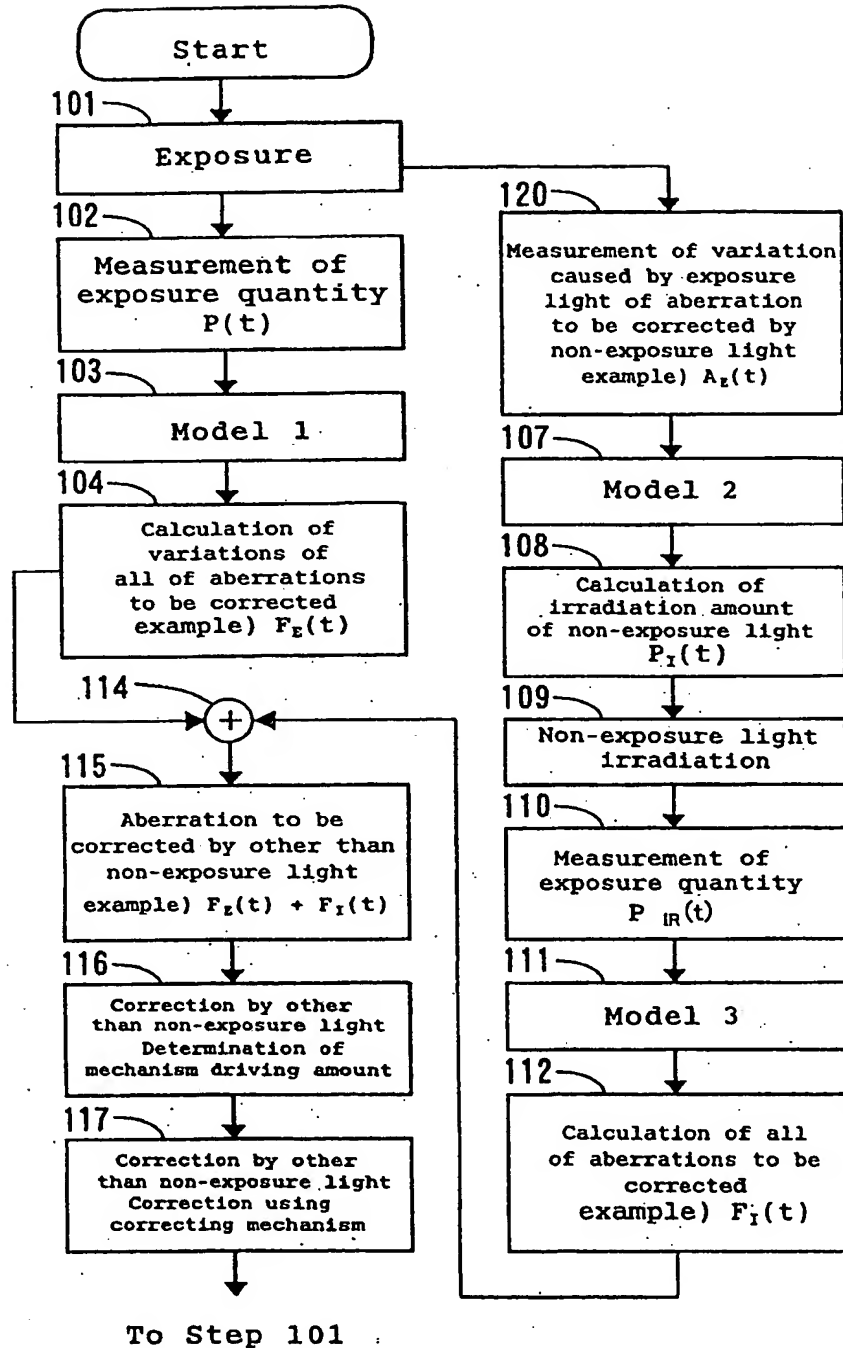 Start
101
Exposure
102
Measurement of
exposure quantity
P(t)
103
Model 1
104
Calculation of
variations of
all of aberrations
to be corrected
example) F_E(t)
114
+
115
Aberration to be
corrected by other than
non-exposure light
example) F_E(t) + F_I(t)
116
Correction by other
than non-exposure light
Determination of
mechanism driving amount
117
Correction by other
than non-exposure light
Correction using
correcting mechanism
To Step 101
120
Measurement of variation
caused by exposure
light of aberration
to be corrected by
non-exposure light
example) A_E(t)
107
Model 2
108
Calculation of
irradiation amount
of non-exposure light
P_I(t)
109
Non-exposure light
irradiation
110
Measurement of
exposure quantity
P_IR(t)
111
Model 3
112
Calculation of all
of aberrations to be
corrected
example) F_I(t)